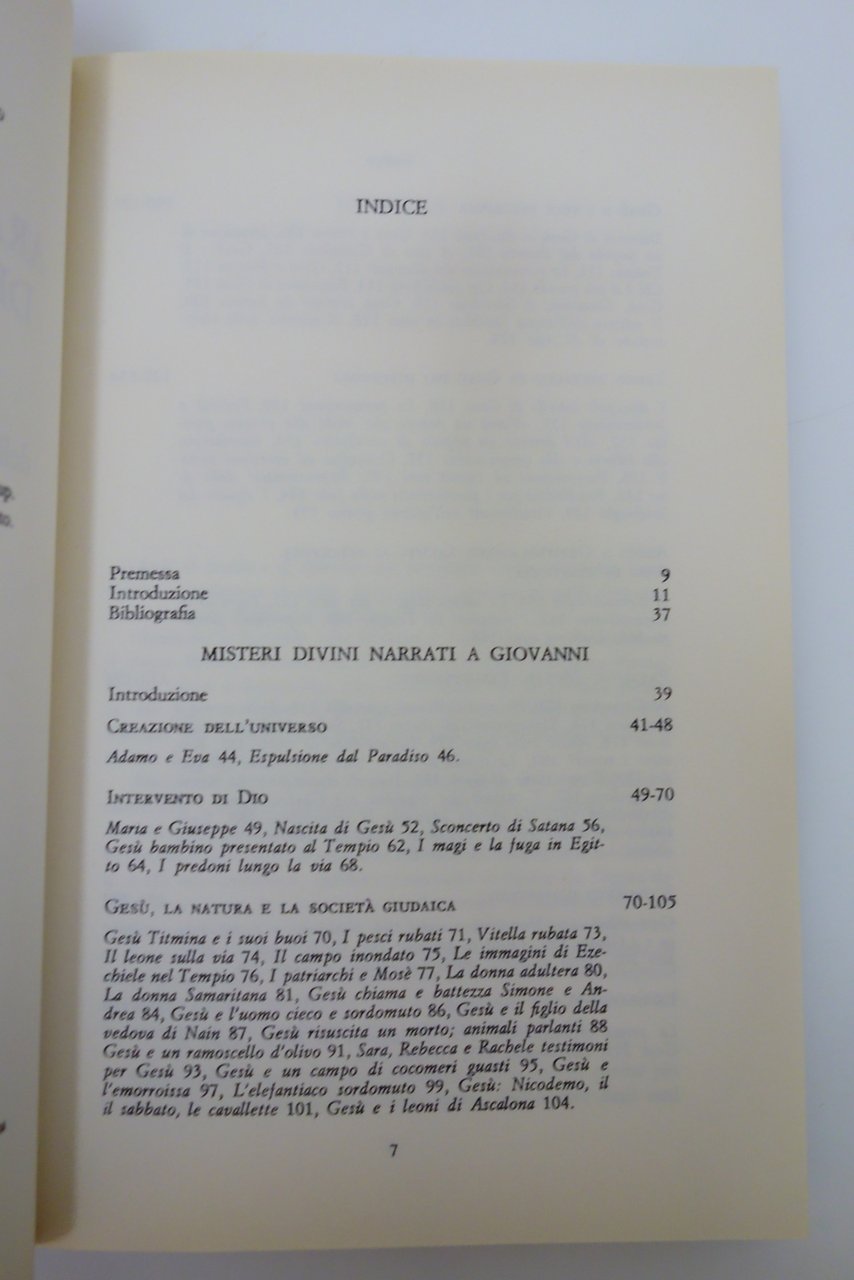 INDICE
Premessa 9
Introduzione 11
Bibliografia 37
MISTERI DIVINI NARRATI A GIOVANNI
Introduzione 39
CREAZIONE DELL'UNIVERSO 41-48
Adamo e Eva 44, Espulsione dal Paradiso 46.
INTERVENTO DI DIO 49-70
Maria e Giuseppe 49, Nascita di Gesù 52, Sconcerto di Satana 56,
Gesù bambino presentato al Tempio 62, I magi e la fuga in Egit-
to 64, I predoni lungo la via 68.
GESÙ, LA NATURA E LA SOCIETÀ GIUDAICA 70-105
Gesù Titmina e i suoi buoi 70, I pesci rubati 71, Vitella rubata 73,
Il leone sulla via 74, Il campo inondato 75, Le immagini di Eze-
chiele nel Tempio 76, I patriarchi e Mosè 77, La donna adultera 80,
La donna Samaritana 81, Gesù chiama e battezza Simone e An-
drea 84, Gesù e l'uomo cieco e sordomuto 86, Gesù e il figlio della
vedova di Nain 87, Gesù risuscita un morto; animali parlanti 88
Gesù e un ramoscello d'olivo 91, Sara, Rebecca e Rachele testimoni
per Gesù 93, Gesù e un campo di cocomeri guasti 95, Gesù e
l'emorroissa 97, L'elefantiaco sordomuto 99, Gesù: Nicodemo, il
il sabbato, le cavallette 101, Gesù e i leoni di Ascalona 104.
7